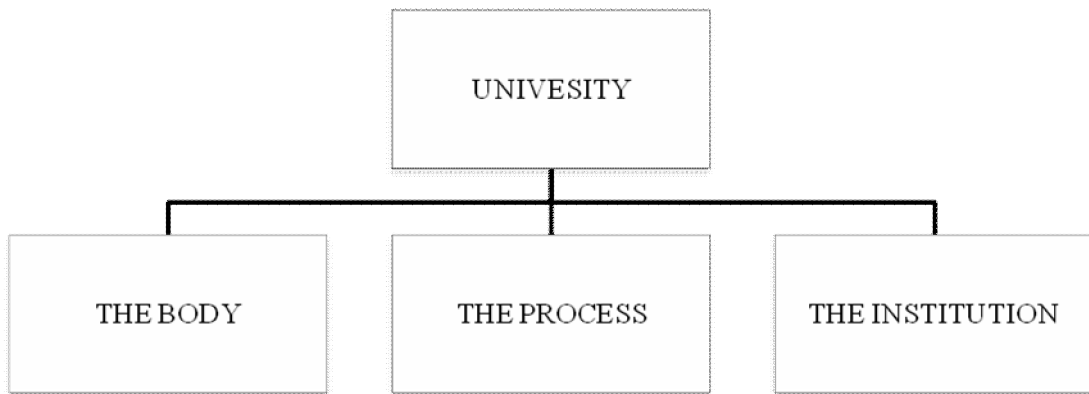 UNIVESITY
THE BODY
THE PROCESS
THE INSTITUTION